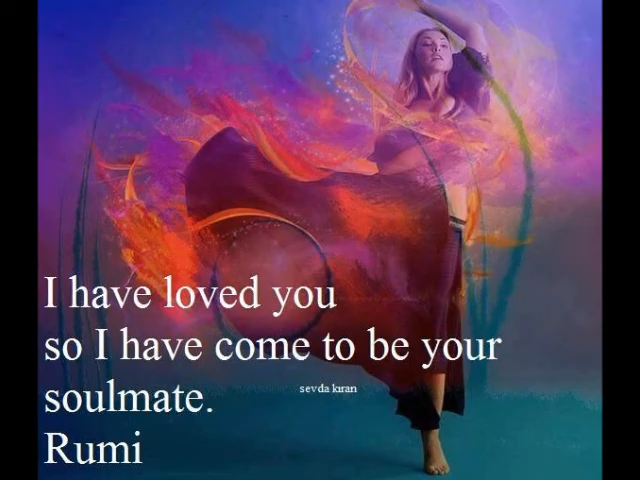 I have loved you
so I have come to be your
soulmate.
sevda kıran
Rumi